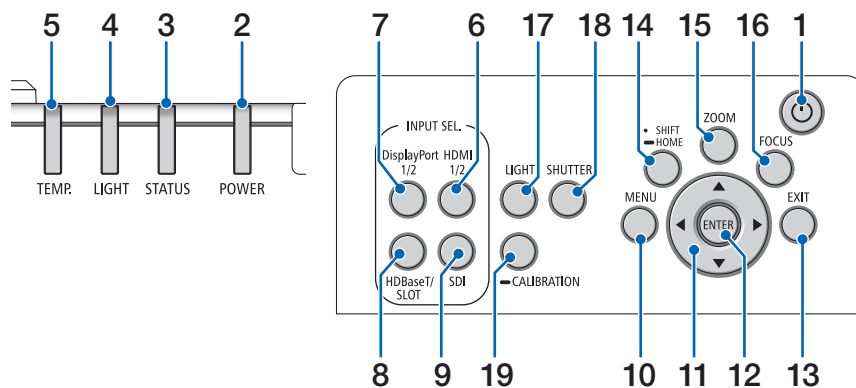 5 4 3 2
TEMP. LIGHT STATUS POWER
7 6 17 18 14 15 16 1
INPUT SEL.
DisplayPort 1/2
HDMI 1/2
LIGHT
SHUTTER
• SHIFT
━ HOME
ZOOM
FOCUS
MENU
ENTER
EXIT
HDBaseT/
SLOT
SDI
━ CALIBRATION
8 9 19 10 11 12 13